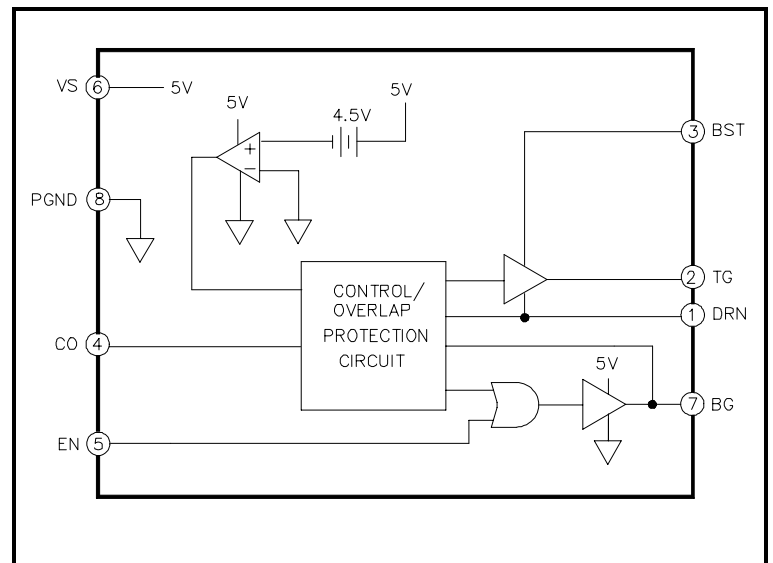 VS 6 5V
5V
4.5V
5V
3 BST
PGND 8
+
−
CONTROL/
OVERLAP
PROTECTION
CIRCUIT
2 TG
1 DRN
CO 4
5V
7 BG
EN 5